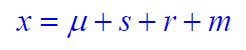 x = μ + s + r + m